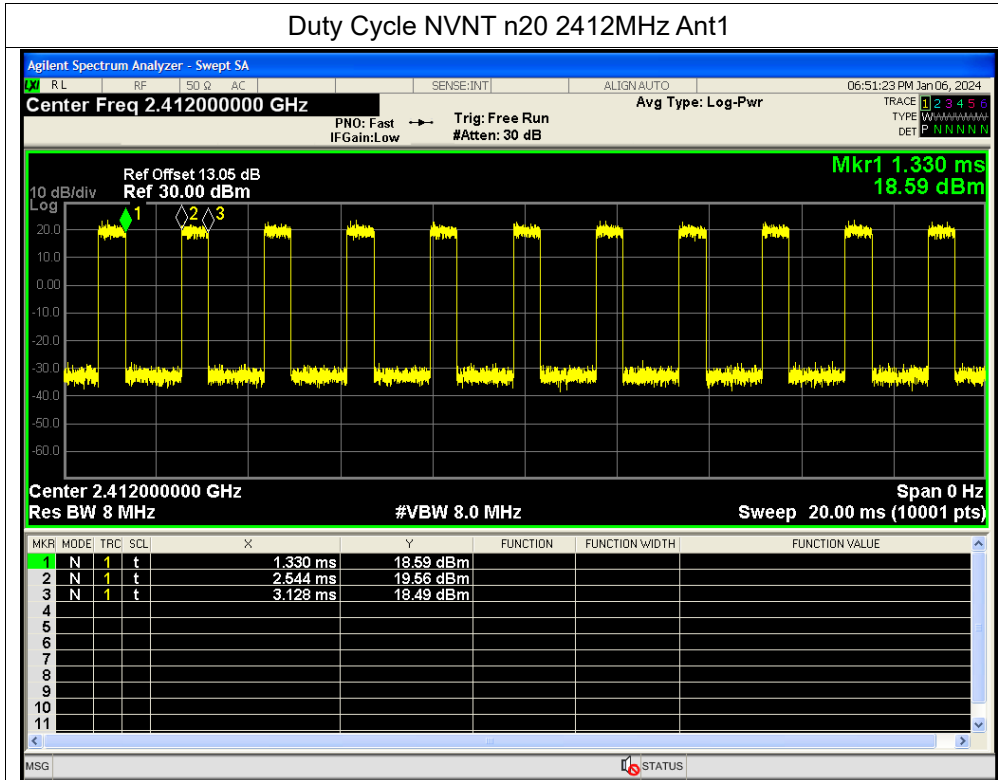 Duty Cycle NVNT n20 2412MHz Ant1
Agilent Spectrum Analyzer - Swept SA
LXI RL RF 50 Ω AC SENSE:INT ALIGNAUTO 06:51:23 PM Jan 06, 2024
Center Freq 2.412000000 GHz Avg Type: Log-Pwr TRACE 1 2 3 4 5 6
PNO: Fast Trig: Free Run TYPE W
IFGain:Low #Atten: 30 dB DET P N N N N N
Mkr1 1.330 ms
18.59 dBm
Ref Offset 13.05 dB
10 dB/div Ref 30.00 dBm
Log
1 2 3
20.0
10.0
0.00
-10.0
-20.0
-30.0
-40.0
-50.0
-60.0
Center 2.412000000 GHz Span 0 Hz
Res BW 8 MHz #VBW 8.0 MHz Sweep 20.00 ms (10001 pts)
MKR MODE TRC SCL X Y FUNCTION FUNCTION WIDTH FUNCTION VALUE
1 N 1 t 1.330 ms 18.59 dBm
2 N 1 t 2.544 ms 19.56 dBm
3 N 1 t 3.128 ms 18.49 dBm
4
5
6
7
8
9
10
11
MSG STATUS